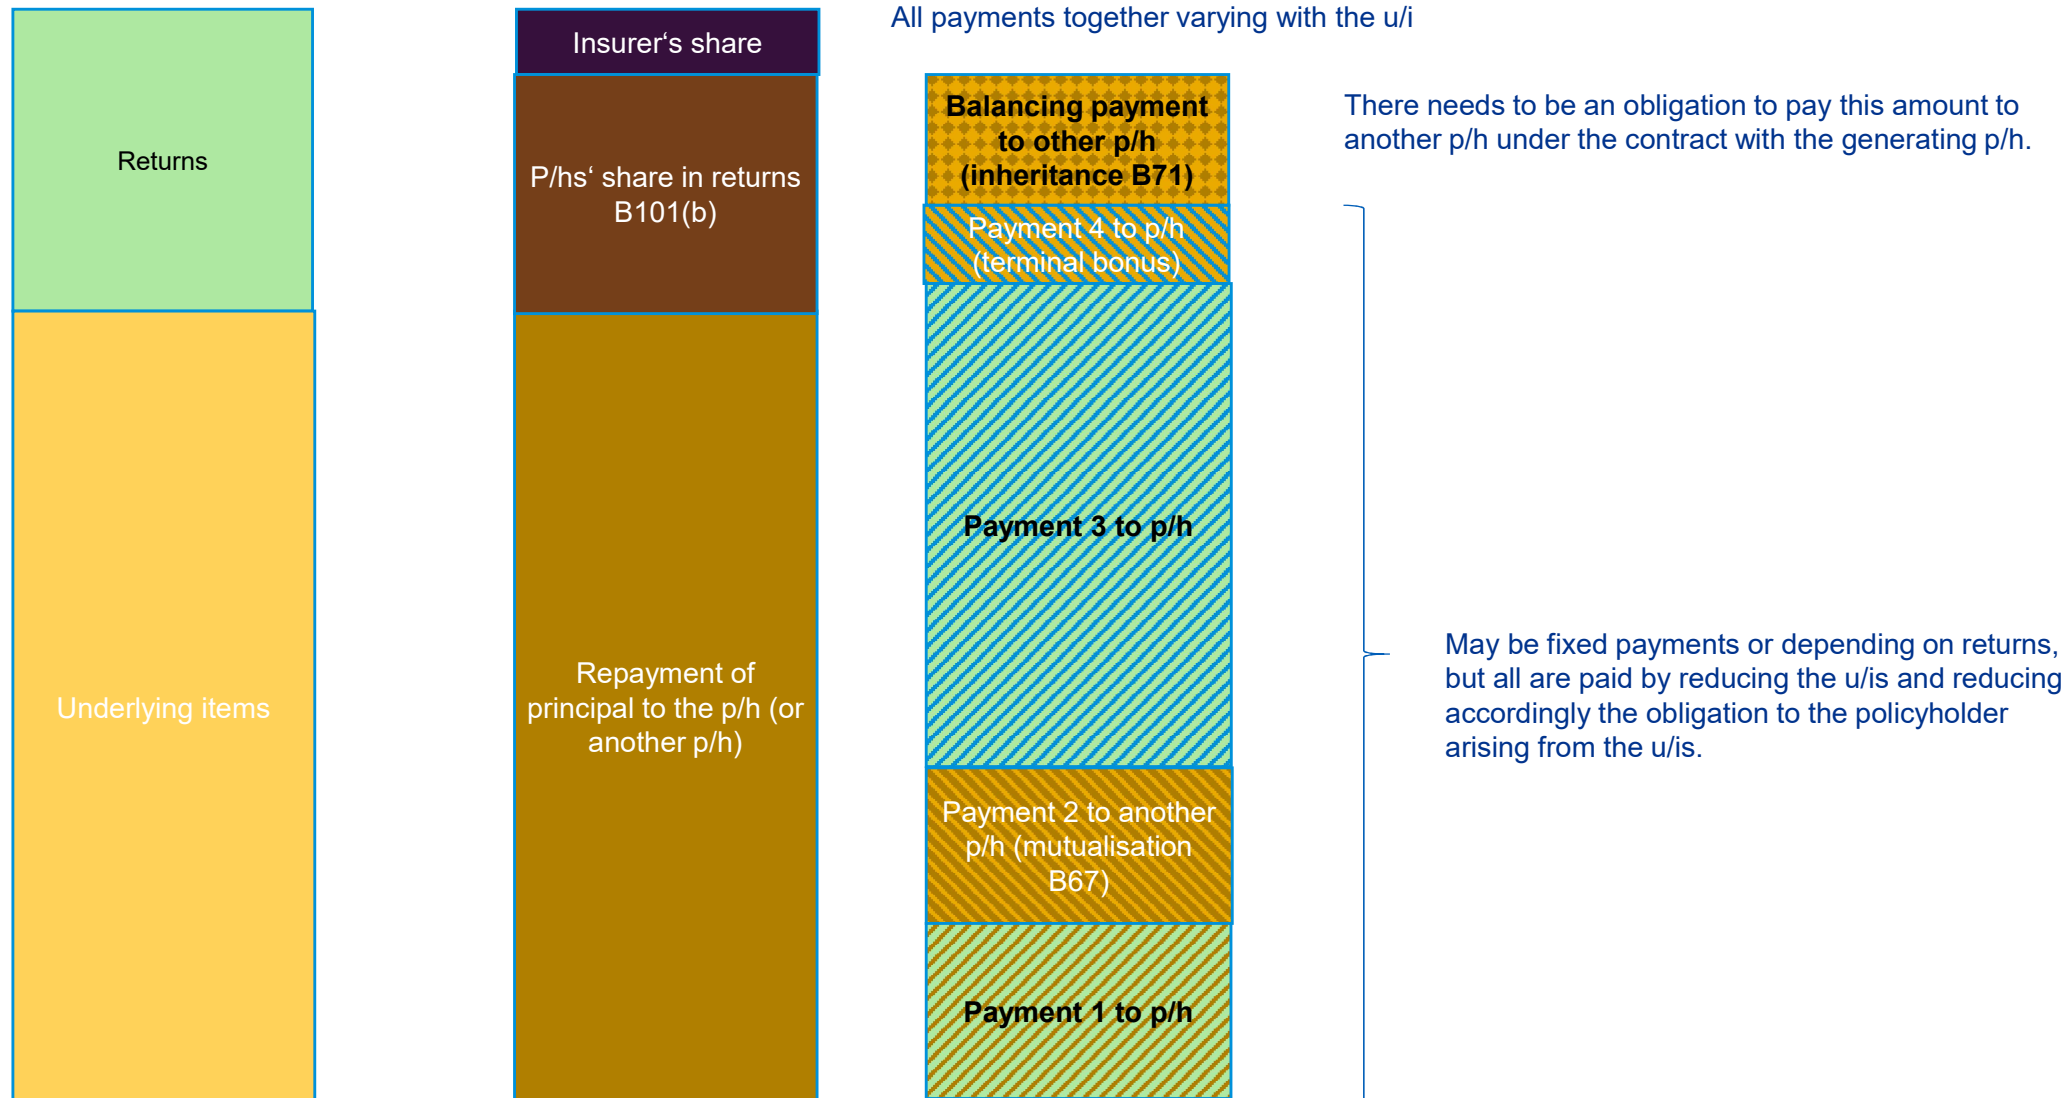 Returns
Underlying items
Insurer‘s share
P/hs‘ share in returns
B101(b)
Repayment of
principal to the p/h (or
another p/h)
All payments together varying with the u/i
Balancing payment
to other p/h
(inheritance B71)
Payment 4 to p/h
(terminal bonus)
Payment 3 to p/h
Payment 2 to another
p/h (mutualisation
B67)
Payment 1 to p/h
There needs to be an obligation to pay this amount to
another p/h under the contract with the generating p/h.
May be fixed payments or depending on returns,
but all are paid by reducing the u/is and reducing
accordingly the obligation to the policyholder
arising from the u/is.